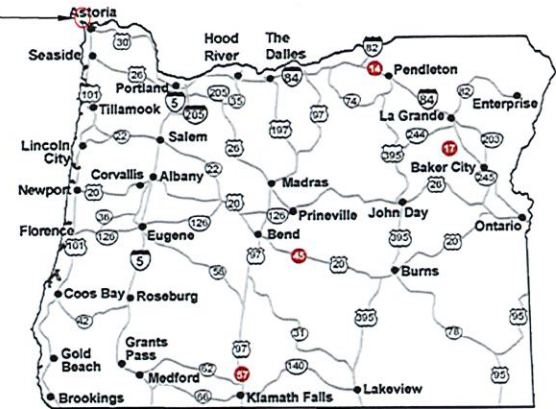 Astoria
30
Hood River
The Dalles
82
Seaside
26
Portland
5
205
205
35
84
14
Pendleton
74
97
La Grande
84
82
Enterprise
101
Tillamook
197
244
203
Lincoln City
22
Salem
26
395
17
Baker City
22
245
Newport
20
Corvallis
Albany
Madras
26
20
126
Prineville
John Day
36
126
Florence
126
101
Eugene
Bend
395
20
Ontario
5
97
45
20
Burns
58
Coos Bay
Roseburg
42
395
78
95
31
Gold Beach
Grants Pass
97
62
57
140
95
Medford
66
Klamath Falls
Lakeview
Brookings